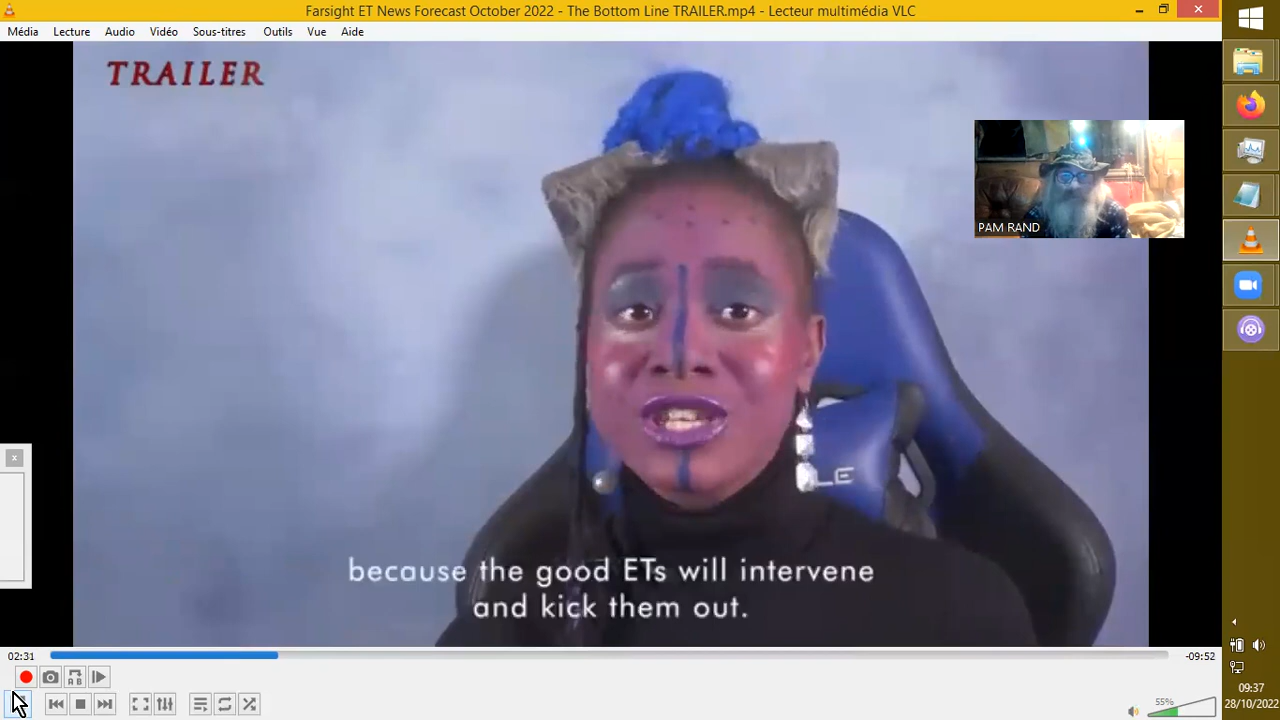 Farsight ET News Forecast October 2022 - The Bottom Line TRAILER.mp4 - Lecteur multimédia VLC
Média Lecture Audio Vidéo Sous-titres Outils Vue Aide
TRAILER
PAM RAND
LE
x
because the good ETs will intervene
and kick them out.
02:31
-09:52
A B
55%
09:37
28/10/2022